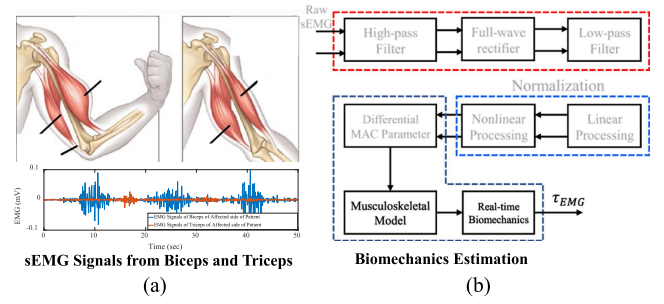 (a)
EMG (mV)
0.1
0
-0.1
EMG Signals of Biceps of Affected side of Patient
EMG Signals of Triceps of Affected side of Patient
0 10 20 30 40 50
Time (sec)
sEMG Signals from Biceps and Triceps
(a)
(b)
Raw
sEMG
High-pass
Filter
Full-wave
rectifier
Low-pass
Filter
Normalization
Differential
MAC Parameter
Nonlinear
Processing
Linear
Processing
Musculoskeletal
Model
Real-time
Biomechanics
τ_EMG
Biomechanics Estimation
(b)